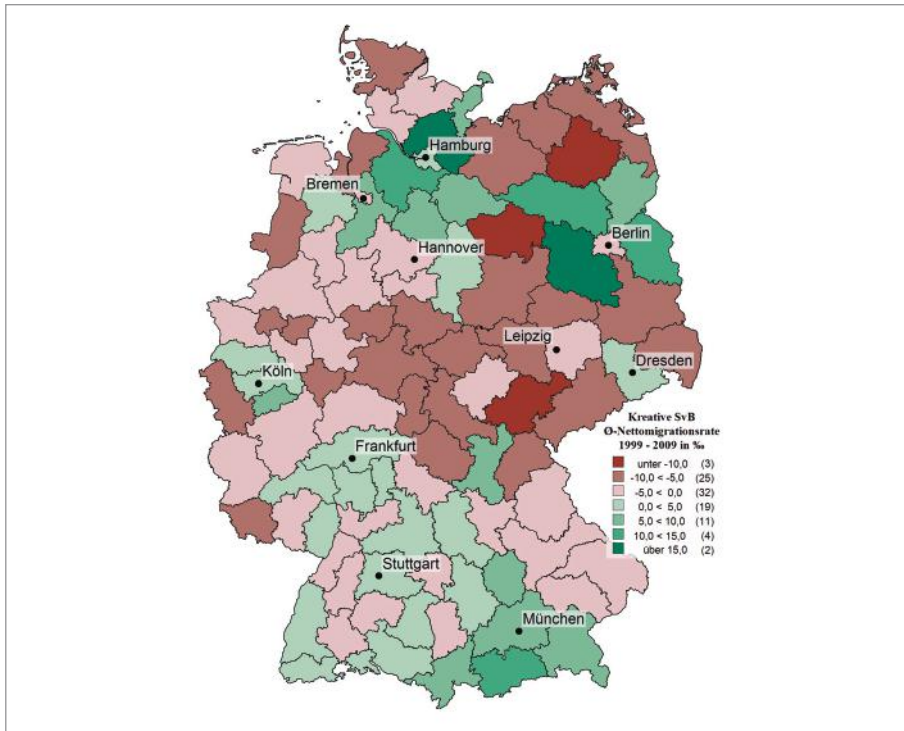 Hamburg
Bremen
Berlin
Hannover
Leipzig
Dresden
Köln
Kreative SvB
Ø-Nettomigrationsrate
1999 - 2009 in ‰
Frankfurt
unter -10,0 (3)
-10,0 < -5,0 (25)
-5,0 < 0,0 (32)
0,0 < 5,0 (19)
5,0 < 10,0 (11)
10,0 < 15,0 (4)
über 15,0 (2)
Stuttgart
München